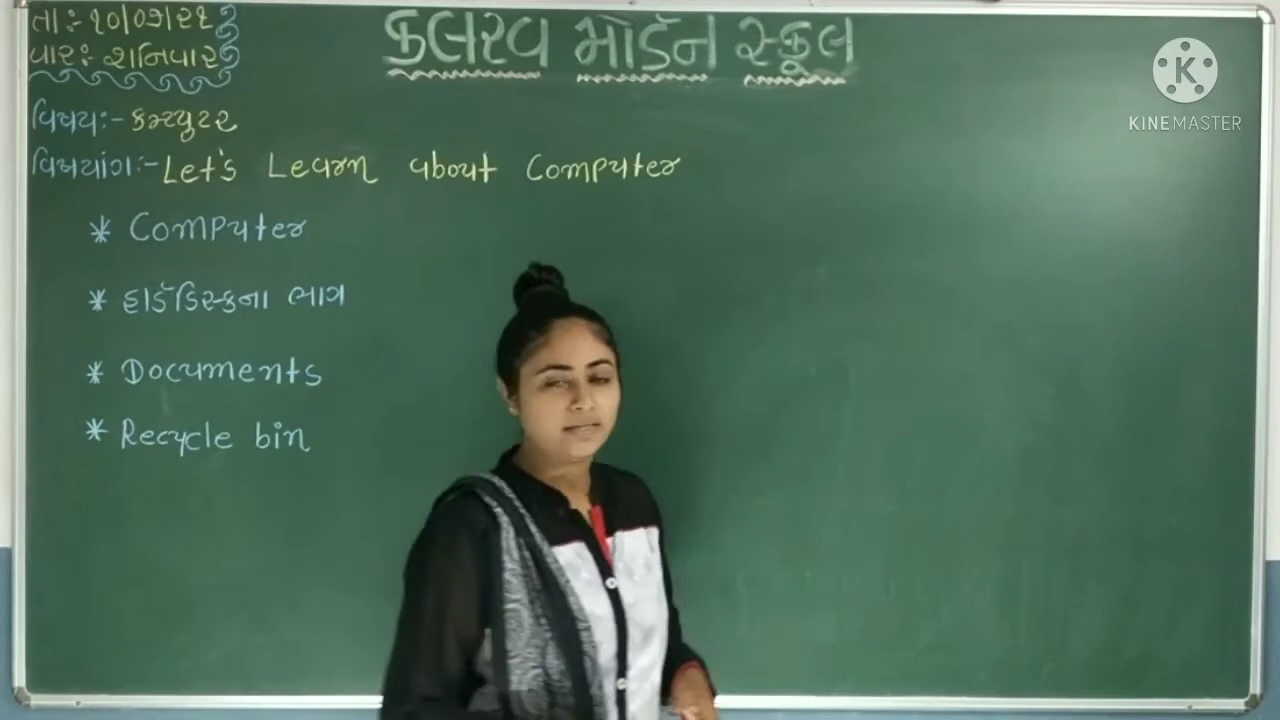 તા :- ૧૦/૦૭/૨૧
વાર :- શનિવાર
કલરવ મોર્ડન સ્કૂલ
વિષય:- કમ્પ્યુટર
વિષયાંગ:- Let's Learn about Computer
* Computer
* હાર્ડડિસ્કના ભાગ
* Documents
* Recycle bin
K
KINEMASTER